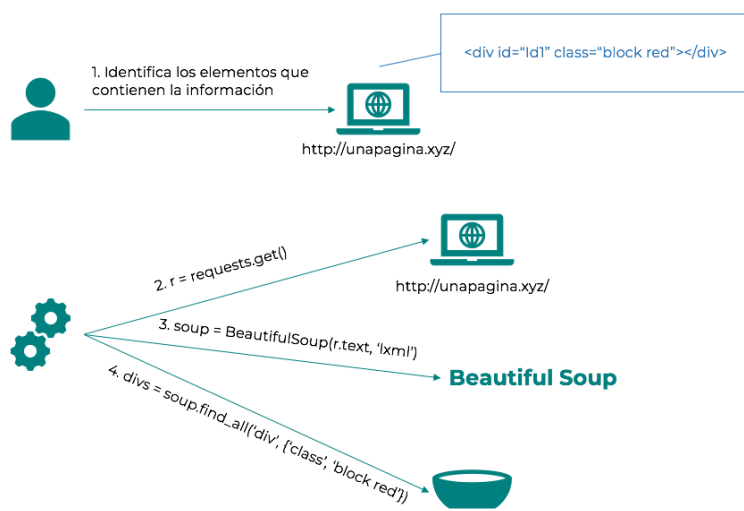 <div id=“Id1” class=“block red”></div>
1. Identifica los elementos que
contienen la información
http://unapagina.xyz/
2. r = requests.get()
http://unapagina.xyz/
3. soup = BeautifulSoup(r.text, ‘lxml’)
Beautiful Soup
4. divs = soup.find_all(‘div’, {‘class’, ‘block red’})